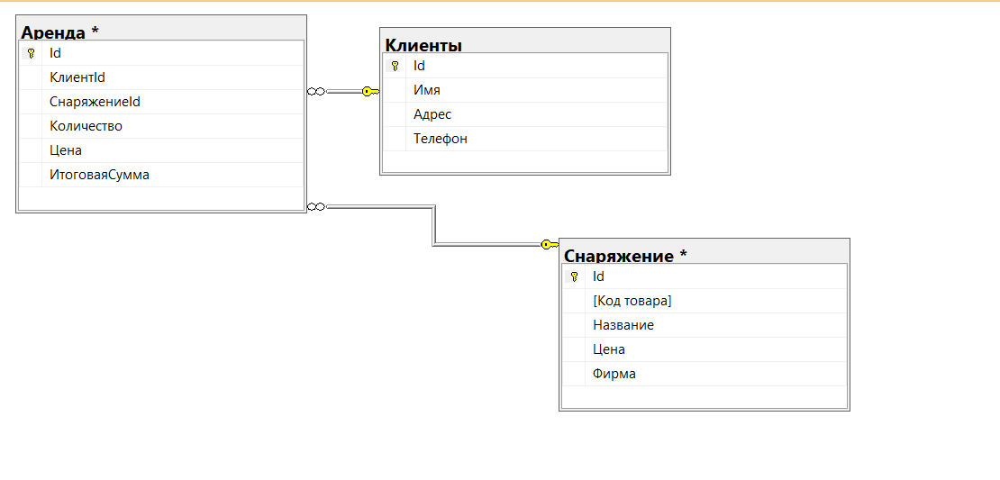 Аренда *
Id
КлиентId
СнаряжениеId
Количество
Цена
ИтоговаяСумма
Клиенты
Id
Имя
Адрес
Телефон
Снаряжение *
Id
[Код товара]
Название
Цена
Фирма